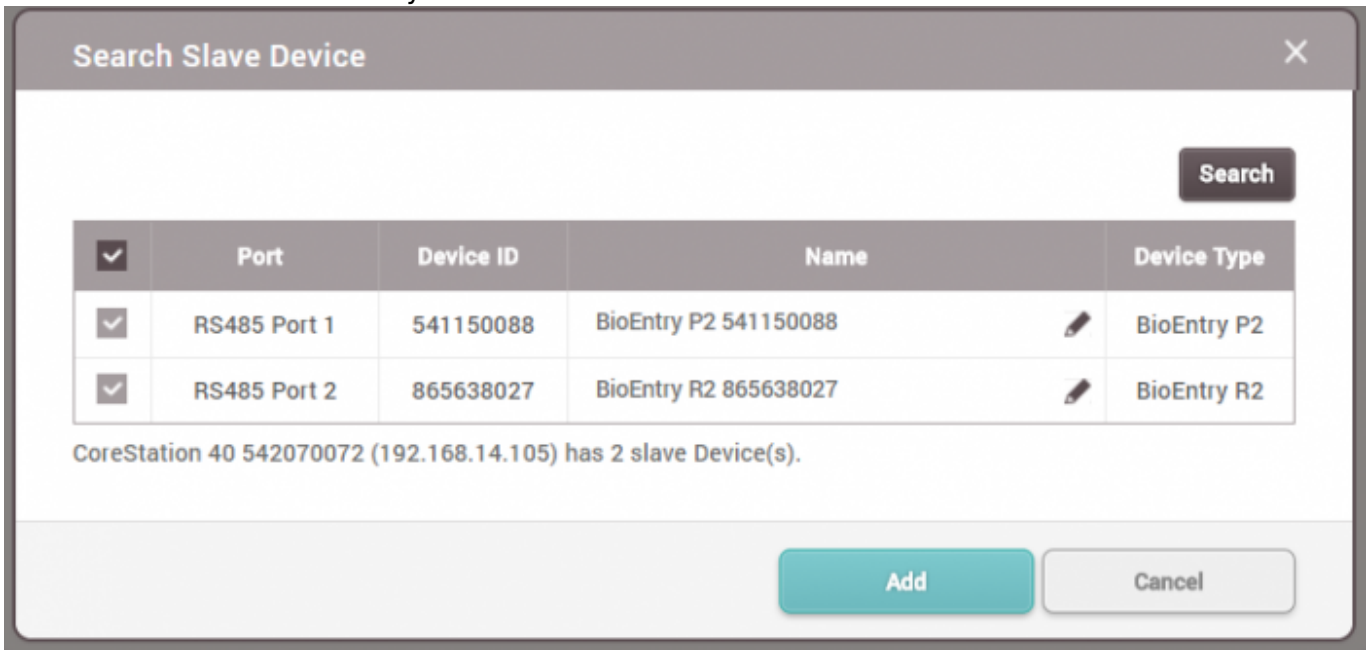 Search Slave Device
Search
Port Device ID Name Device Type
RS485 Port 1 541150088 BioEntry P2 541150088 BioEntry P2
RS485 Port 2 865638027 BioEntry R2 865638027 BioEntry R2
CoreStation 40 542070072 (192.168.14.105) has 2 slave Device(s).
Add Cancel